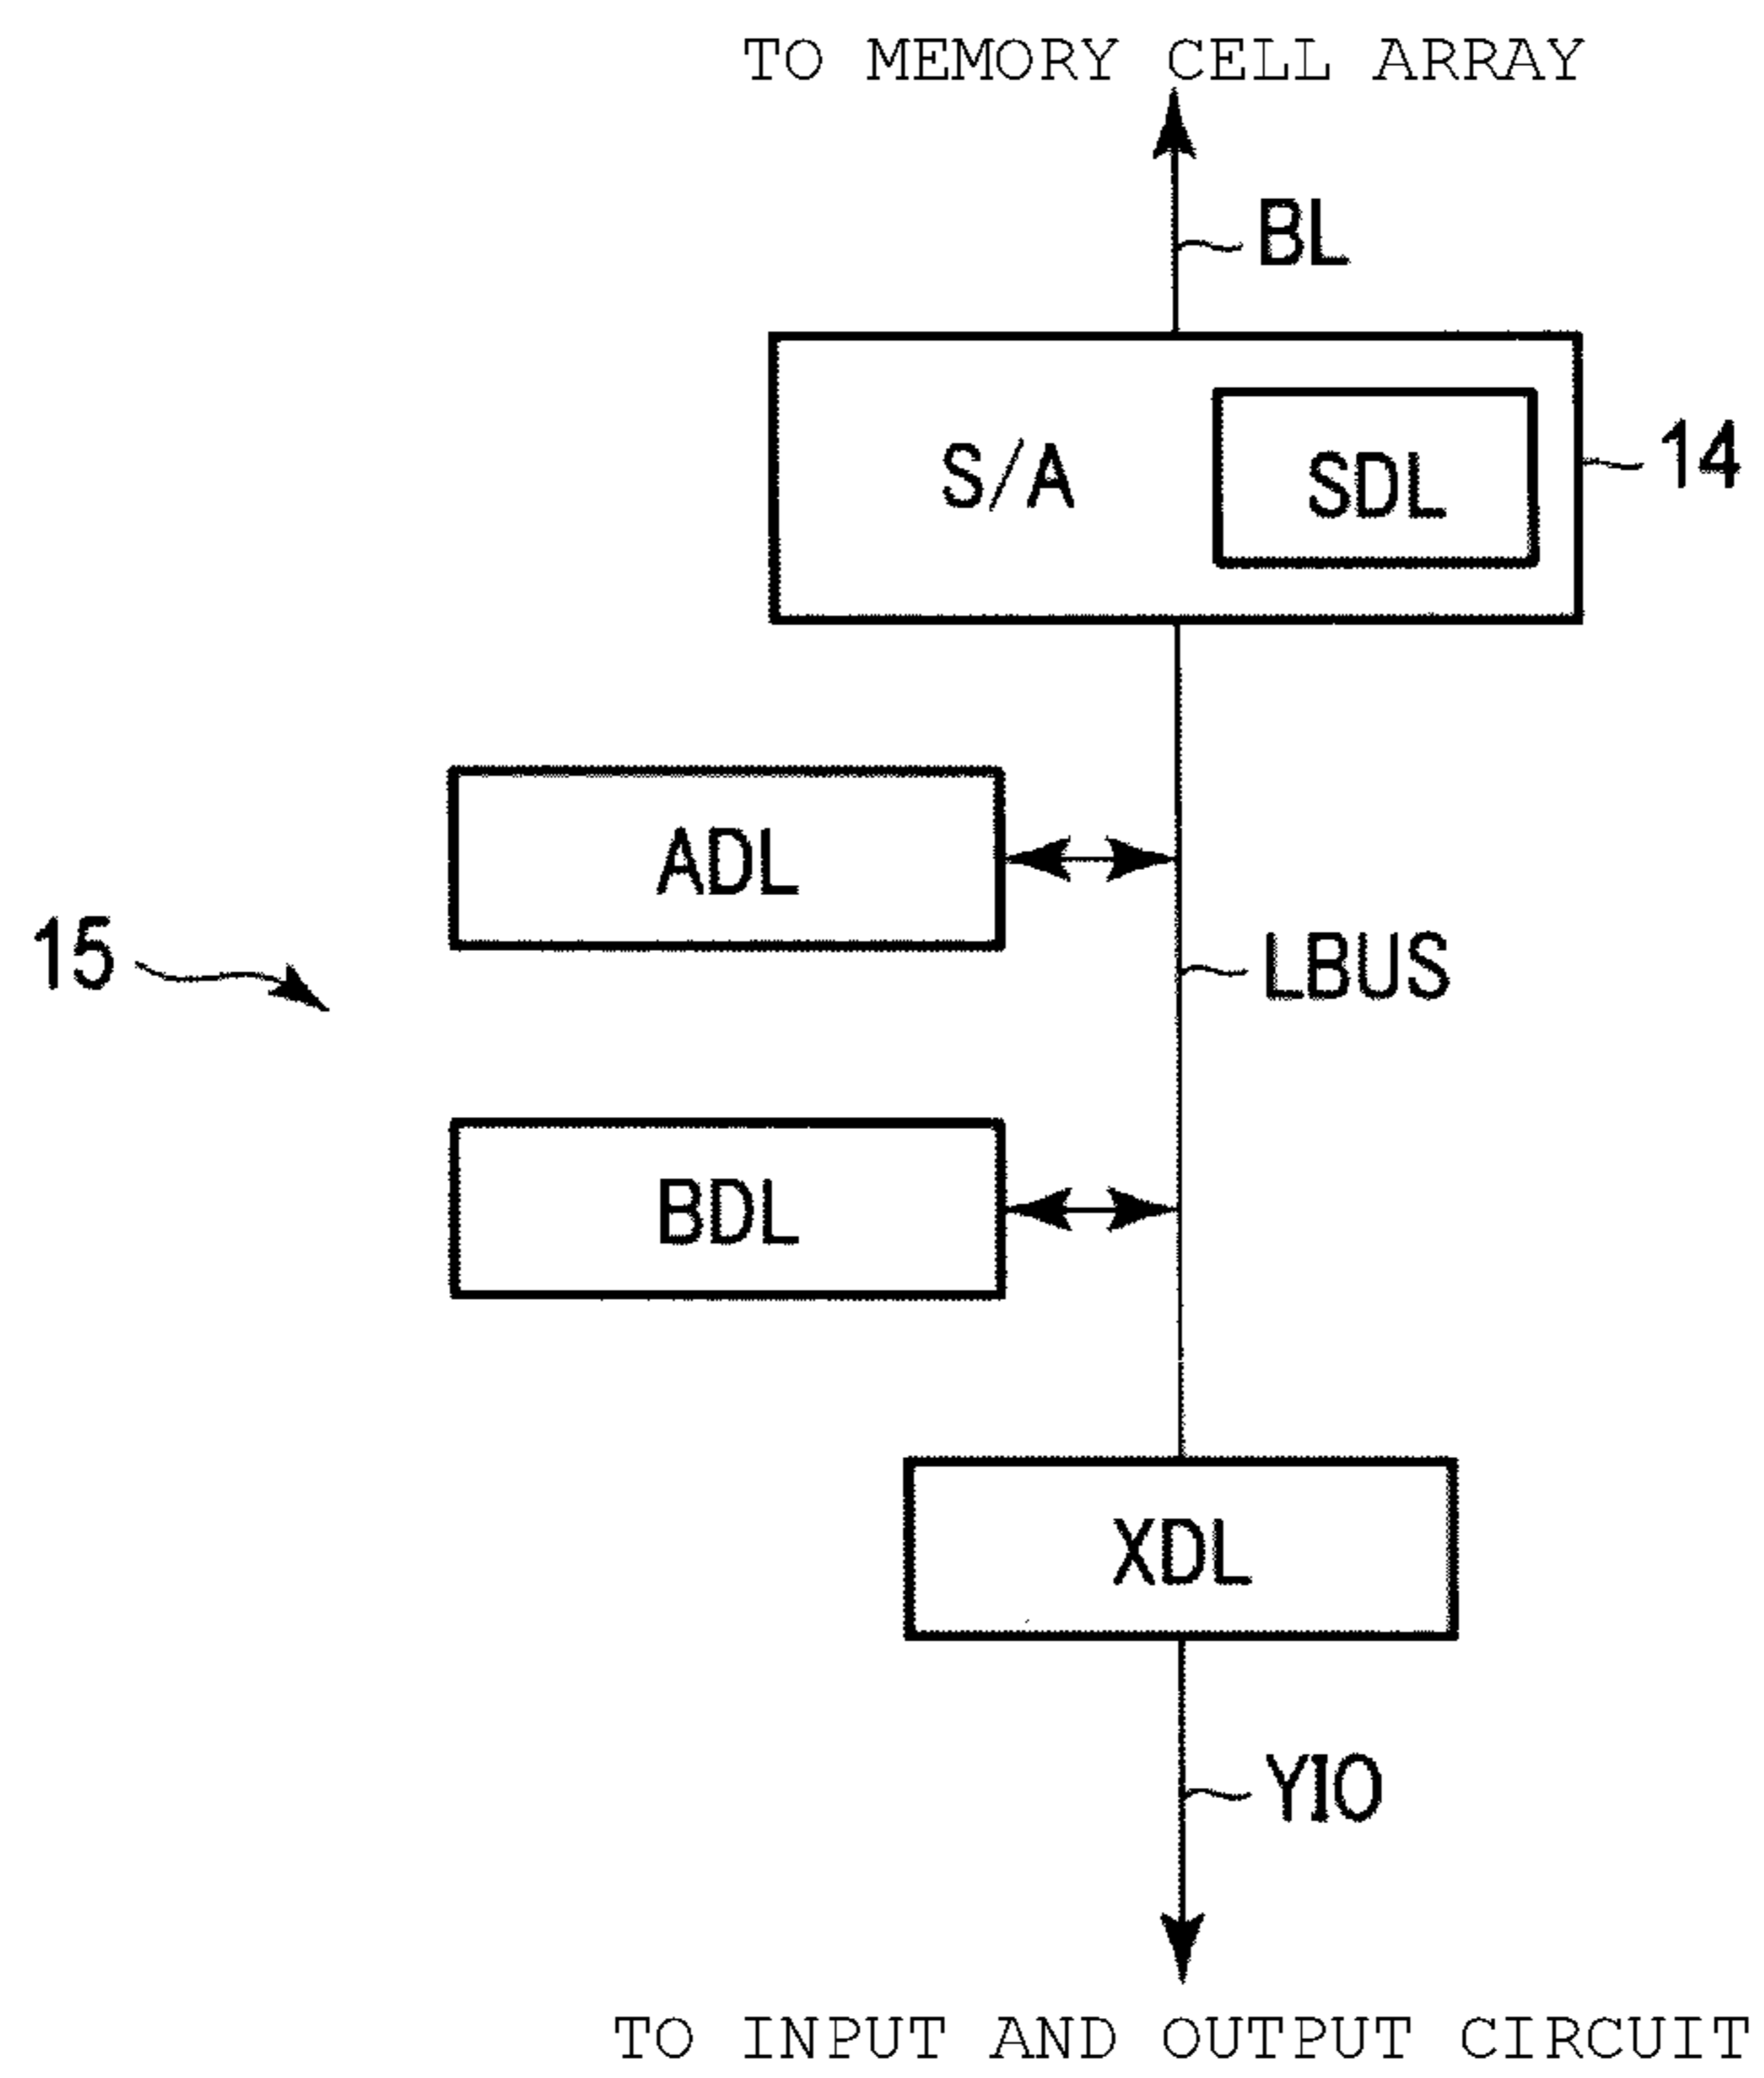 TO MEMORY CELL ARRAY
BL
S/A
SDL
14
ADL
15
LBUS
BDL
XDL
YIO
TO INPUT AND OUTPUT CIRCUIT